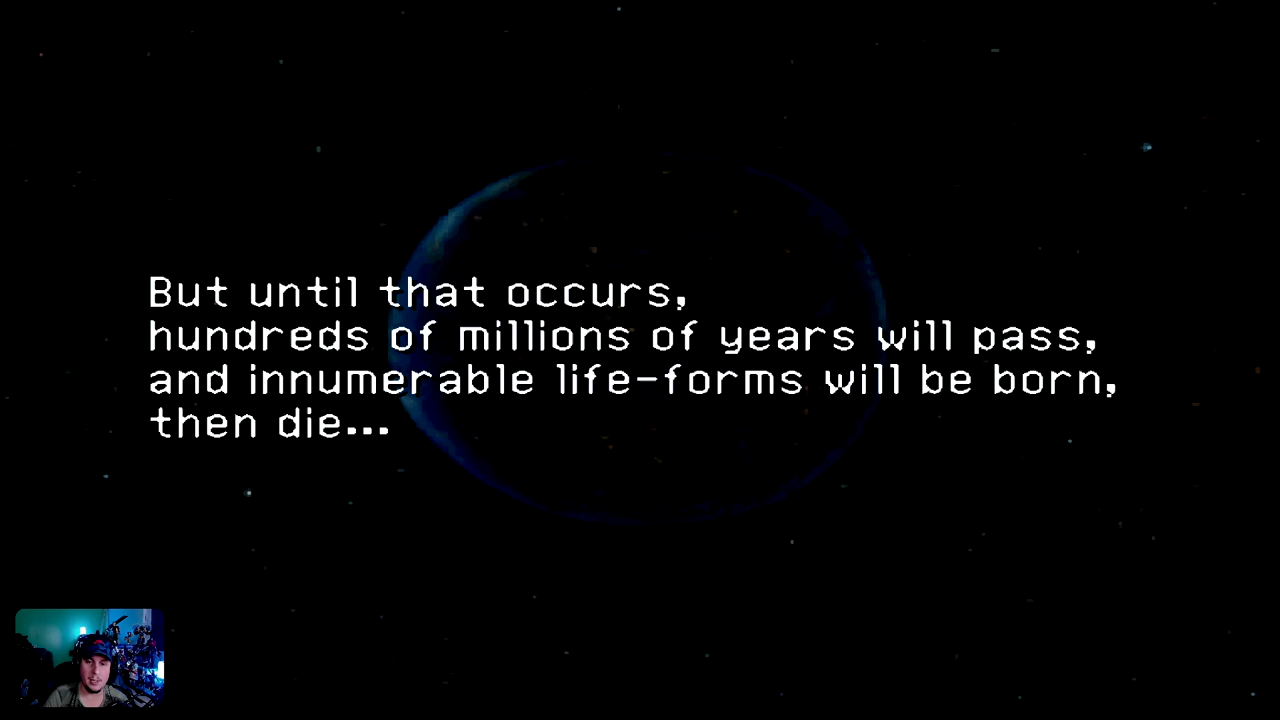 But until that occurs,
hundreds of millions of years will pass,
and innumerable life-forms will be born,
then die...